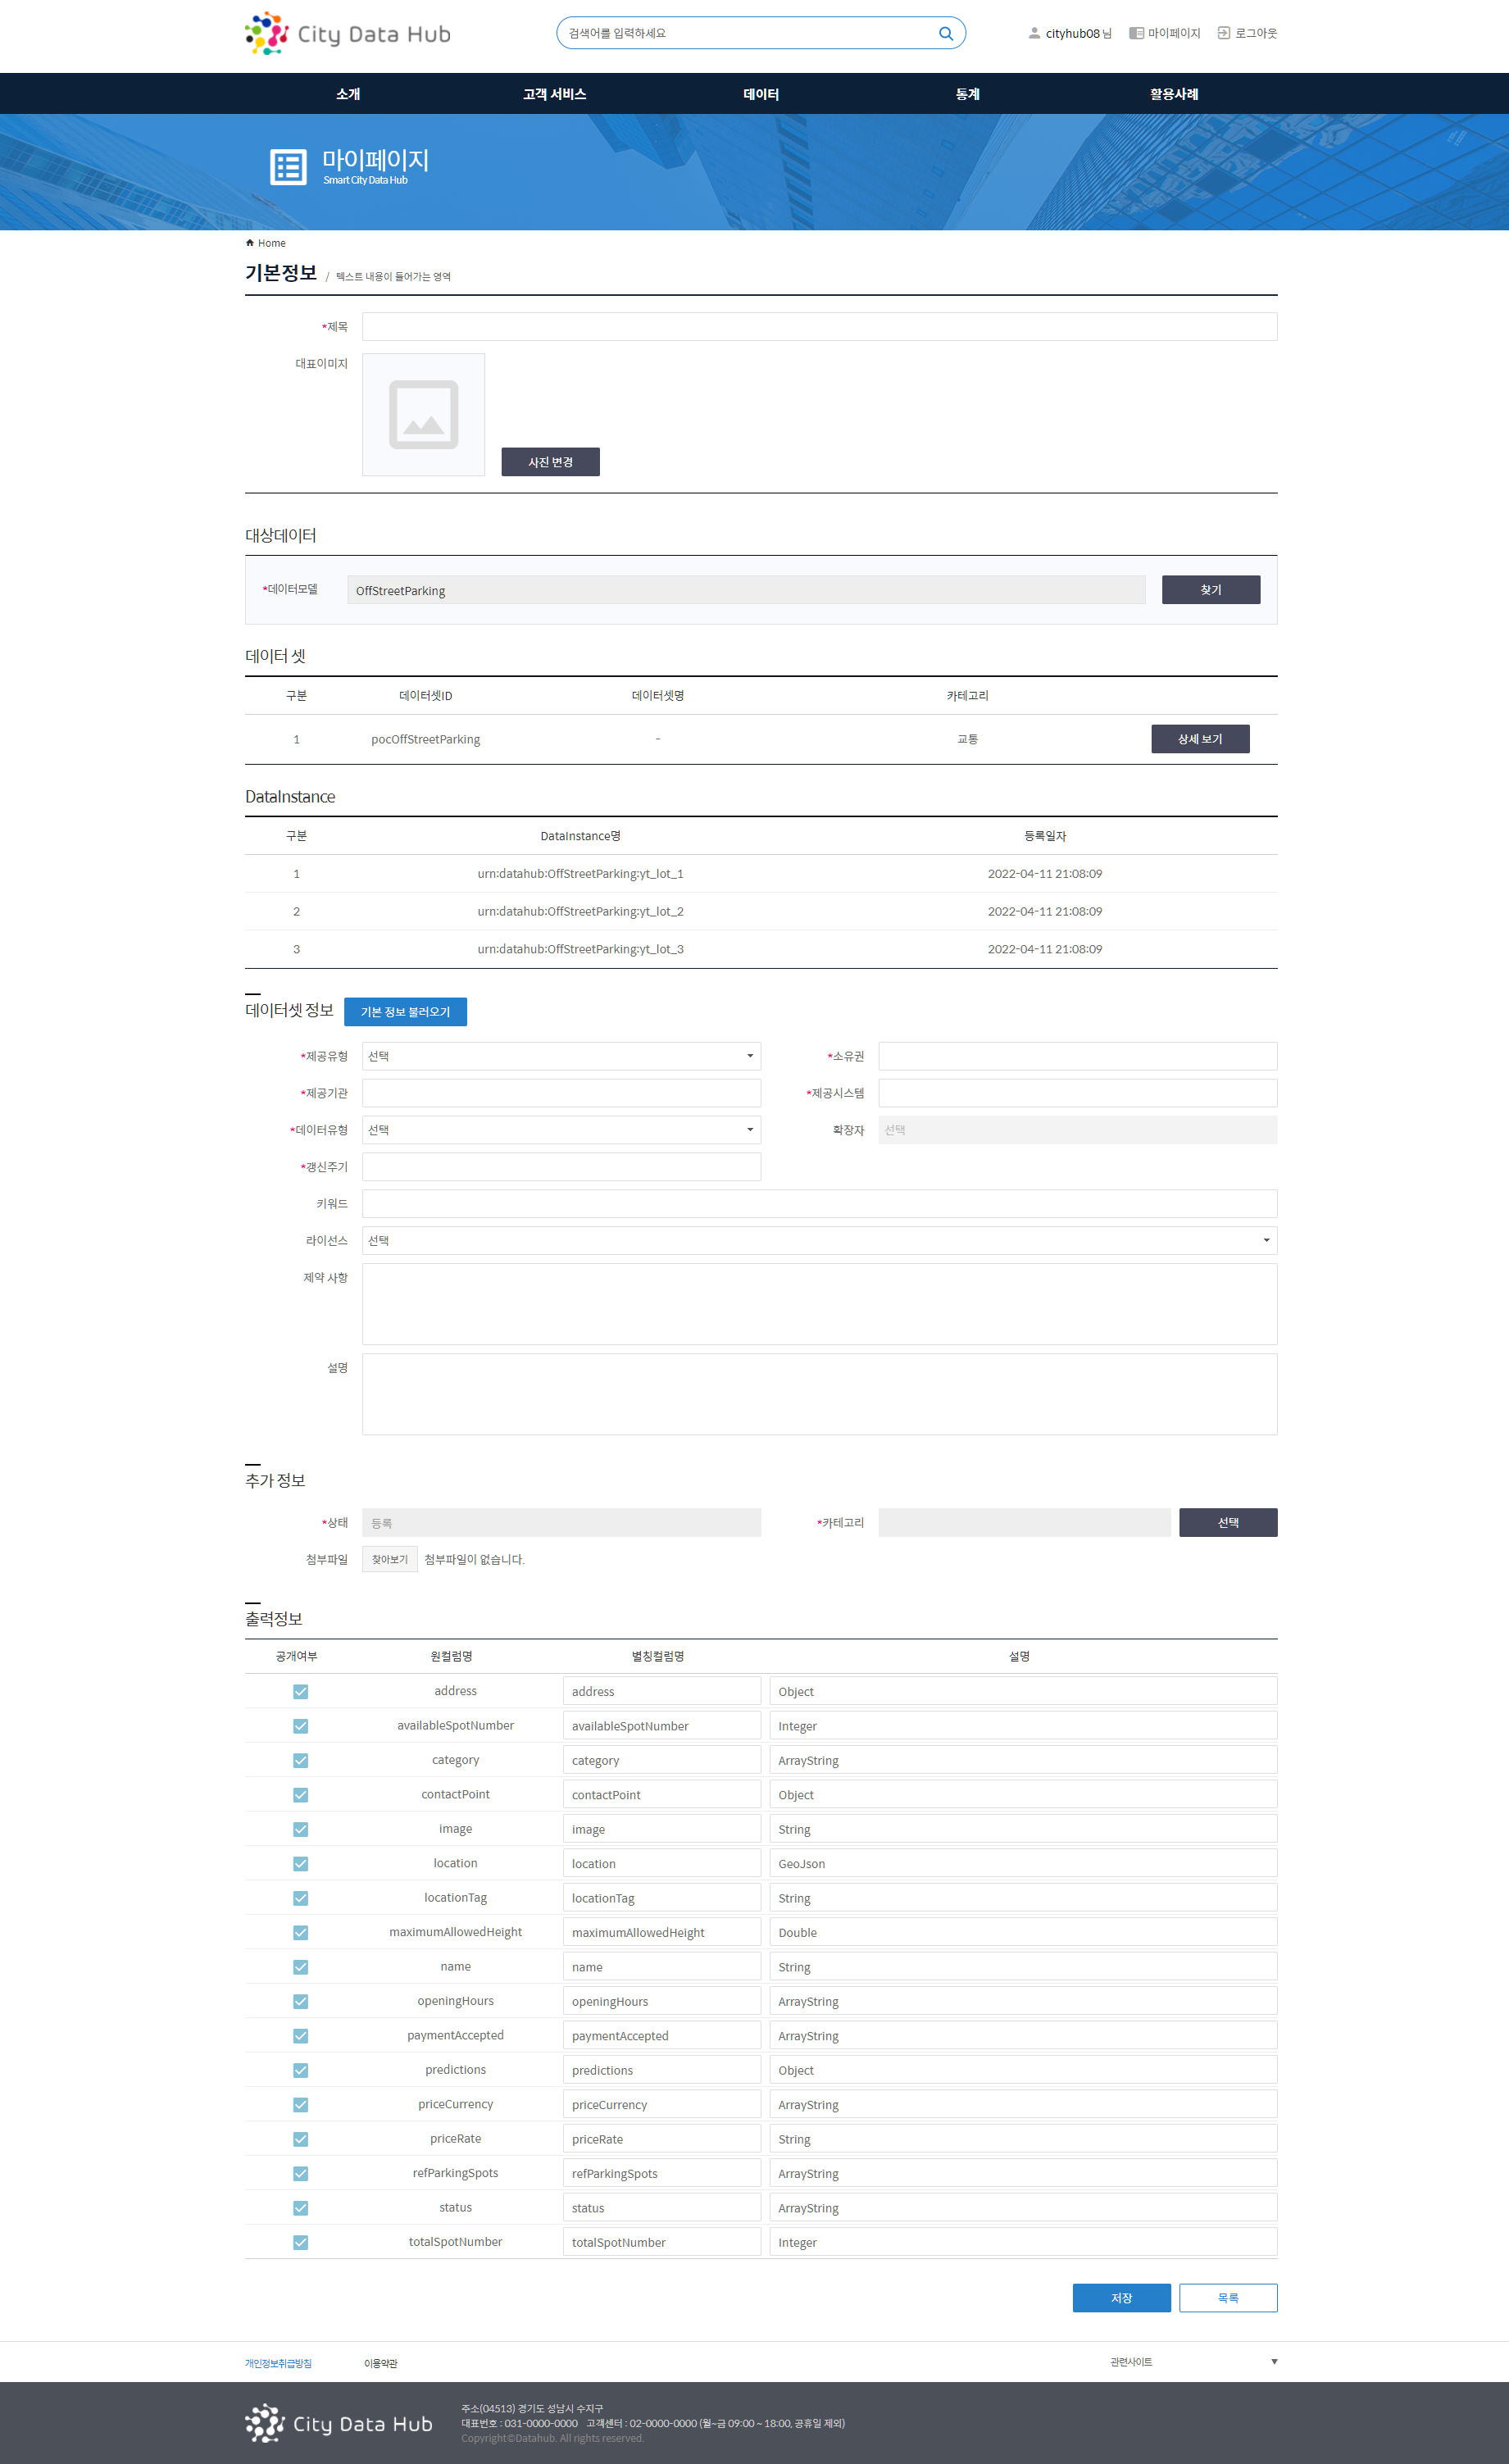 City Data Hub
검색어를 입력하세요
cityhub08 님 마이페이지 로그아웃
소개 고객 서비스 데이터 통계 활용사례
마이페이지
Smart City Data Hub
Home
기본정보 / 텍스트 내용이 들어가는 영역
*제목
대표이미지
사진 변경
대상데이터
*데이터모델 OffStreetParking 찾기
데이터 셋
구분 데이터셋ID 데이터셋명 카테고리
1 pocOffStreetParking - 교통 상세 보기
DataInstance
구분 DataInstance명 등록일자
1 urn:datahub:OffStreetParking:yt_lot_1 2022-04-11 21:08:09
2 urn:datahub:OffStreetParking:yt_lot_2 2022-04-11 21:08:09
3 urn:datahub:OffStreetParking:yt_lot_3 2022-04-11 21:08:09
데이터셋 정보 기본 정보 불러오기
*제공유형 선택 *소유권
*제공기관 *제공시스템
*데이터유형 선택 확장자 선택
*갱신주기
키워드
라이선스 선택
제약 사항
설명
추가 정보
*상태 등록 *카테고리 선택
첨부파일 찾아보기 첨부파일이 없습니다.
출력정보
공개여부 원컬럼명 별칭컬럼명 설명
address address Object
availableSpotNumber availableSpotNumber Integer
category category ArrayString
contactPoint contactPoint Object
image image String
location location GeoJson
locationTag locationTag String
maximumAllowedHeight maximumAllowedHeight Double
name name String
openingHours openingHours ArrayString
paymentAccepted paymentAccepted ArrayString
predictions predictions Object
priceCurrency priceCurrency ArrayString
priceRate priceRate String
refParkingSpots refParkingSpots ArrayString
status status ArrayString
totalSpotNumber totalSpotNumber Integer
저장 목록
개인정보취급방침 이용약관 관련사이트 ▼
City Data Hub
주소(04513) 경기도 성남시 수지구
대표번호 : 031-0000-0000 고객센터 : 02-0000-0000 (월~금 09:00 ~ 18:00, 공휴일 제외)
Copyright©Datahub. All rights reserved.